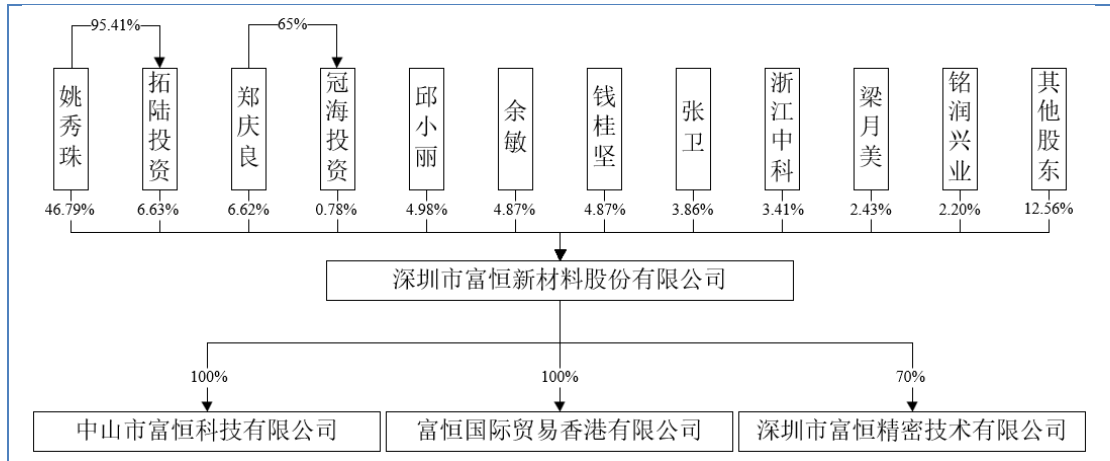 95.41%
65%
姚秀珠
拓陆投资
郑庆良
冠海投资
邱小丽
余敏
钱桂坚
张卫
浙江中科
梁月美
铭润兴业
其他股东
46.79%
6.63%
6.62%
0.78%
4.98%
4.87%
4.87%
3.86%
3.41%
2.43%
2.20%
12.56%
深圳市富恒新材料股份有限公司
100%
100%
70%
中山市富恒科技有限公司
富恒国际贸易香港有限公司
深圳市富恒精密技术有限公司